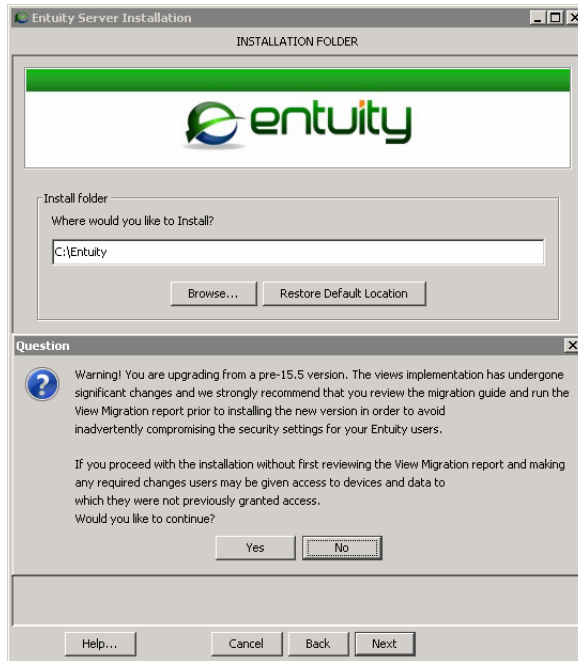 Entuity Server Installation
INSTALLATION FOLDER
entuity
Install folder
Where would you like to Install?
C:\Entuity
Browse... Restore Default Location
Question
Warning! You are upgrading from a pre-15.5 version. The views implementation has undergone
significant changes and we strongly recommend that you review the migration guide and run the
View Migration report prior to installing the new version in order to avoid
inadvertently compromising the security settings for your Entuity users.
If you proceed with the installation without first reviewing the View Migration report and making
any required changes users may be given access to devices and data to
which they were not previously granted access.
Would you like to continue?
Yes No
Help... Cancel Back Next